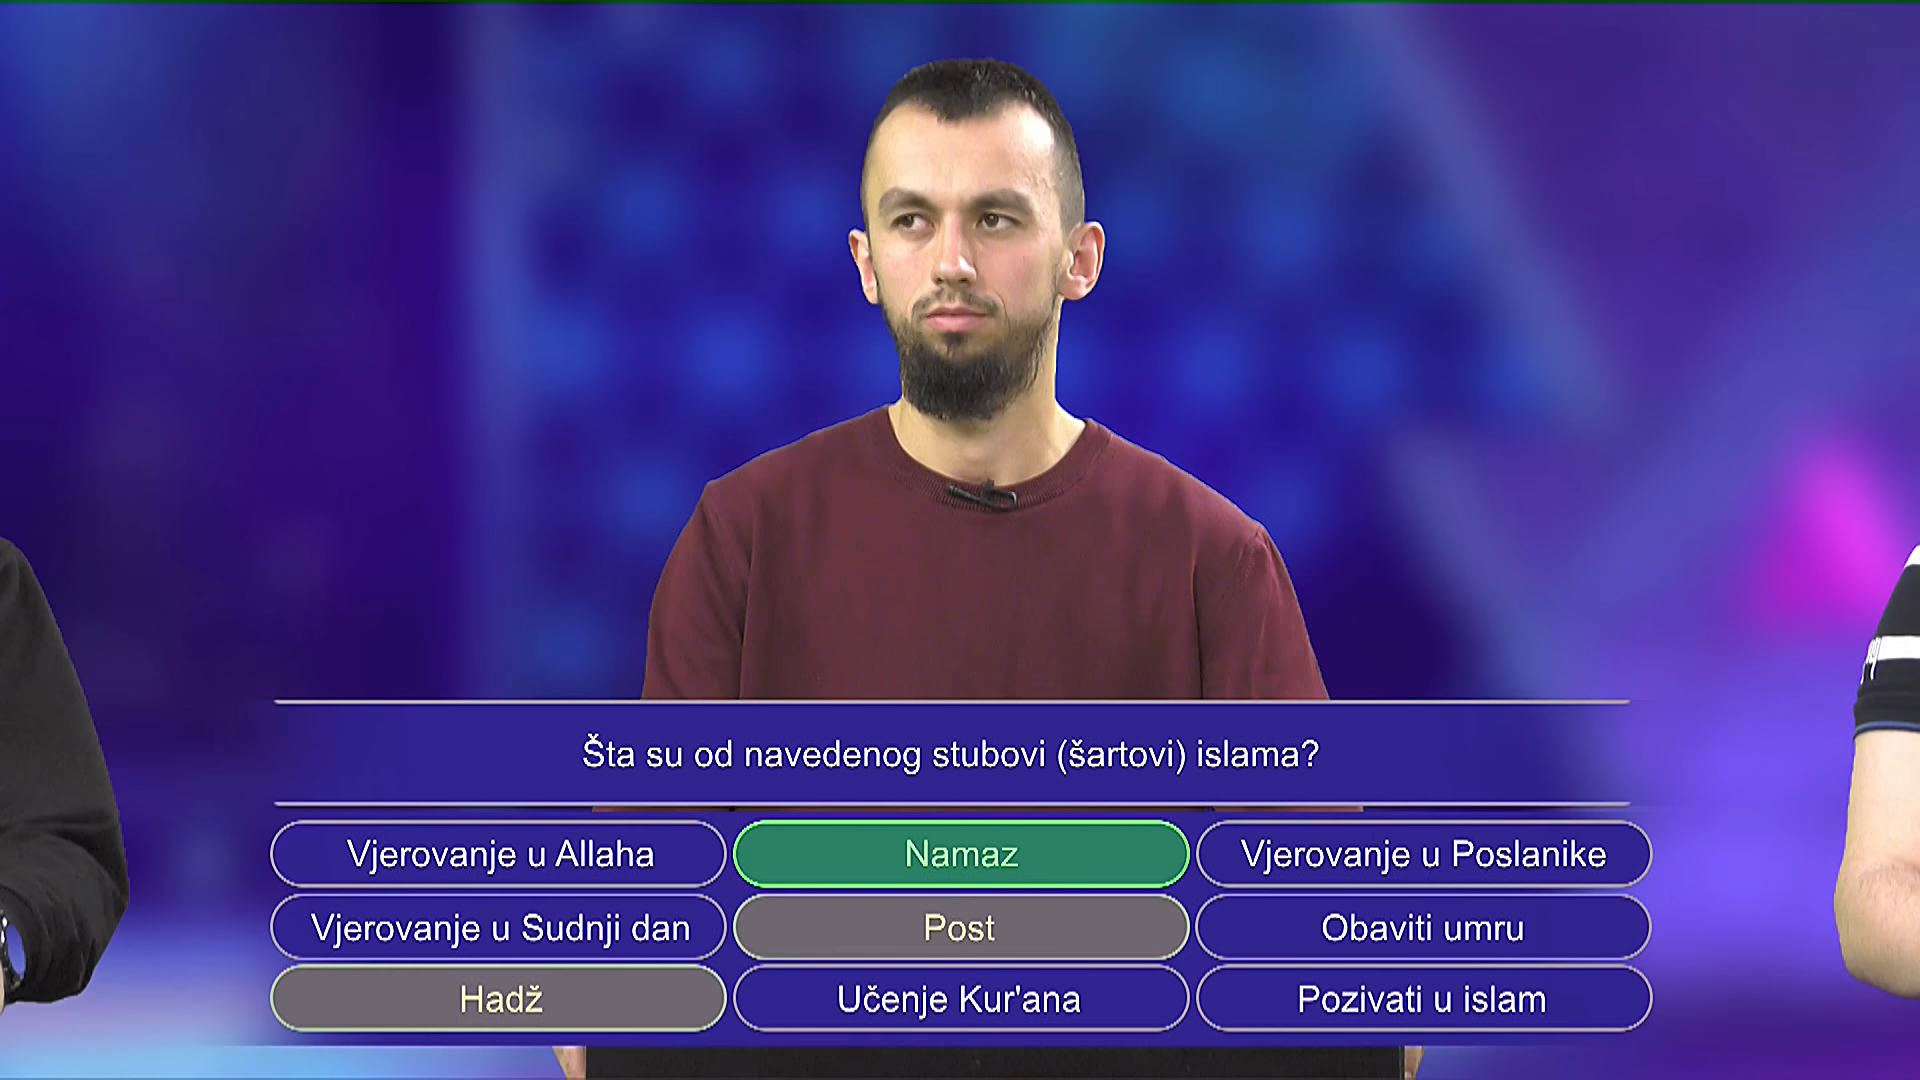 Šta su od navedenog stubovi (šartovi) islama?
Vjerovanje u Allaha
Namaz
Vjerovanje u Poslanike
Vjerovanje u Sudnji dan
Post
Obaviti umru
Hadž
Učenje Kur'ana
Pozivati u islam